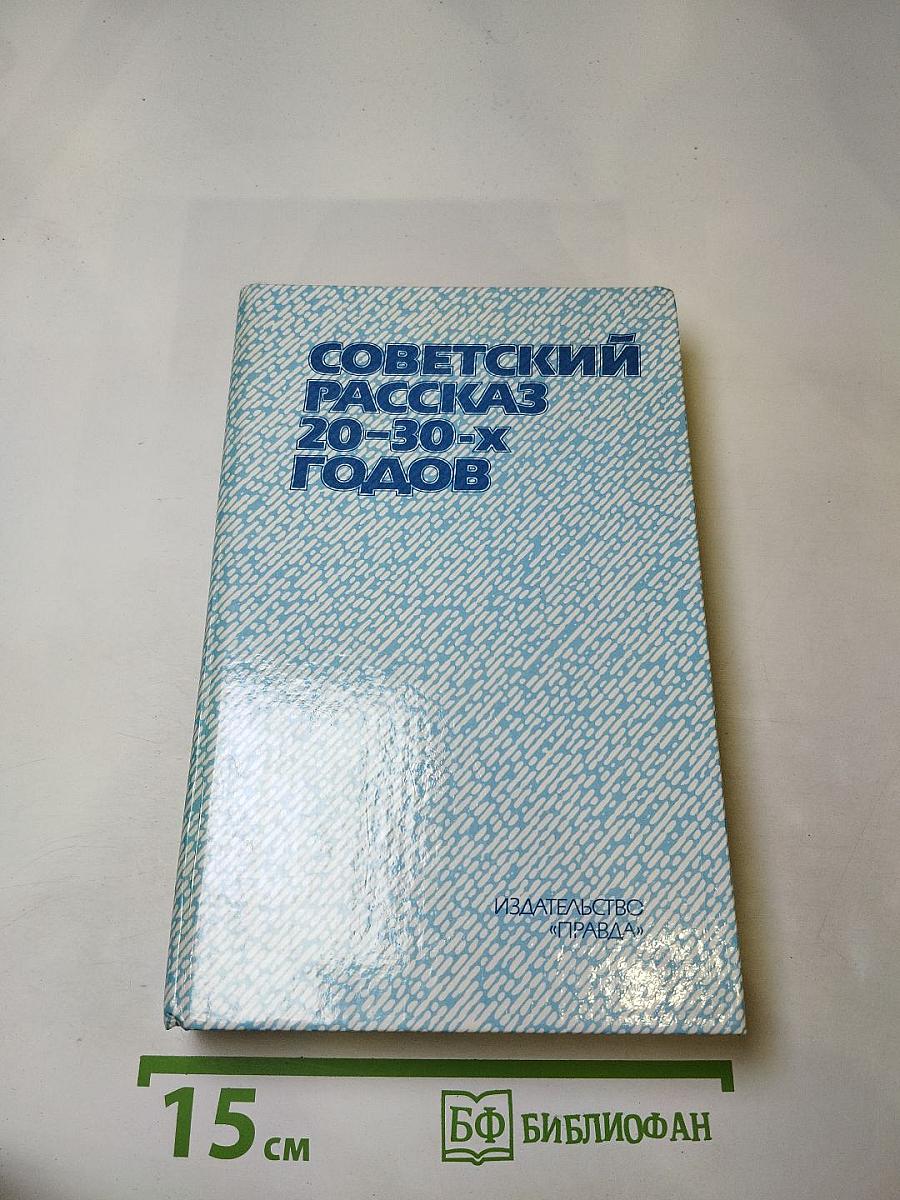 СОВЕТСКИЙ
РАССКАЗ
20–30-х
ГОДОВ
ИЗДАТЕЛЬСТВО
«ПРАВДА»
15 см
БФ БИБЛИОФАН